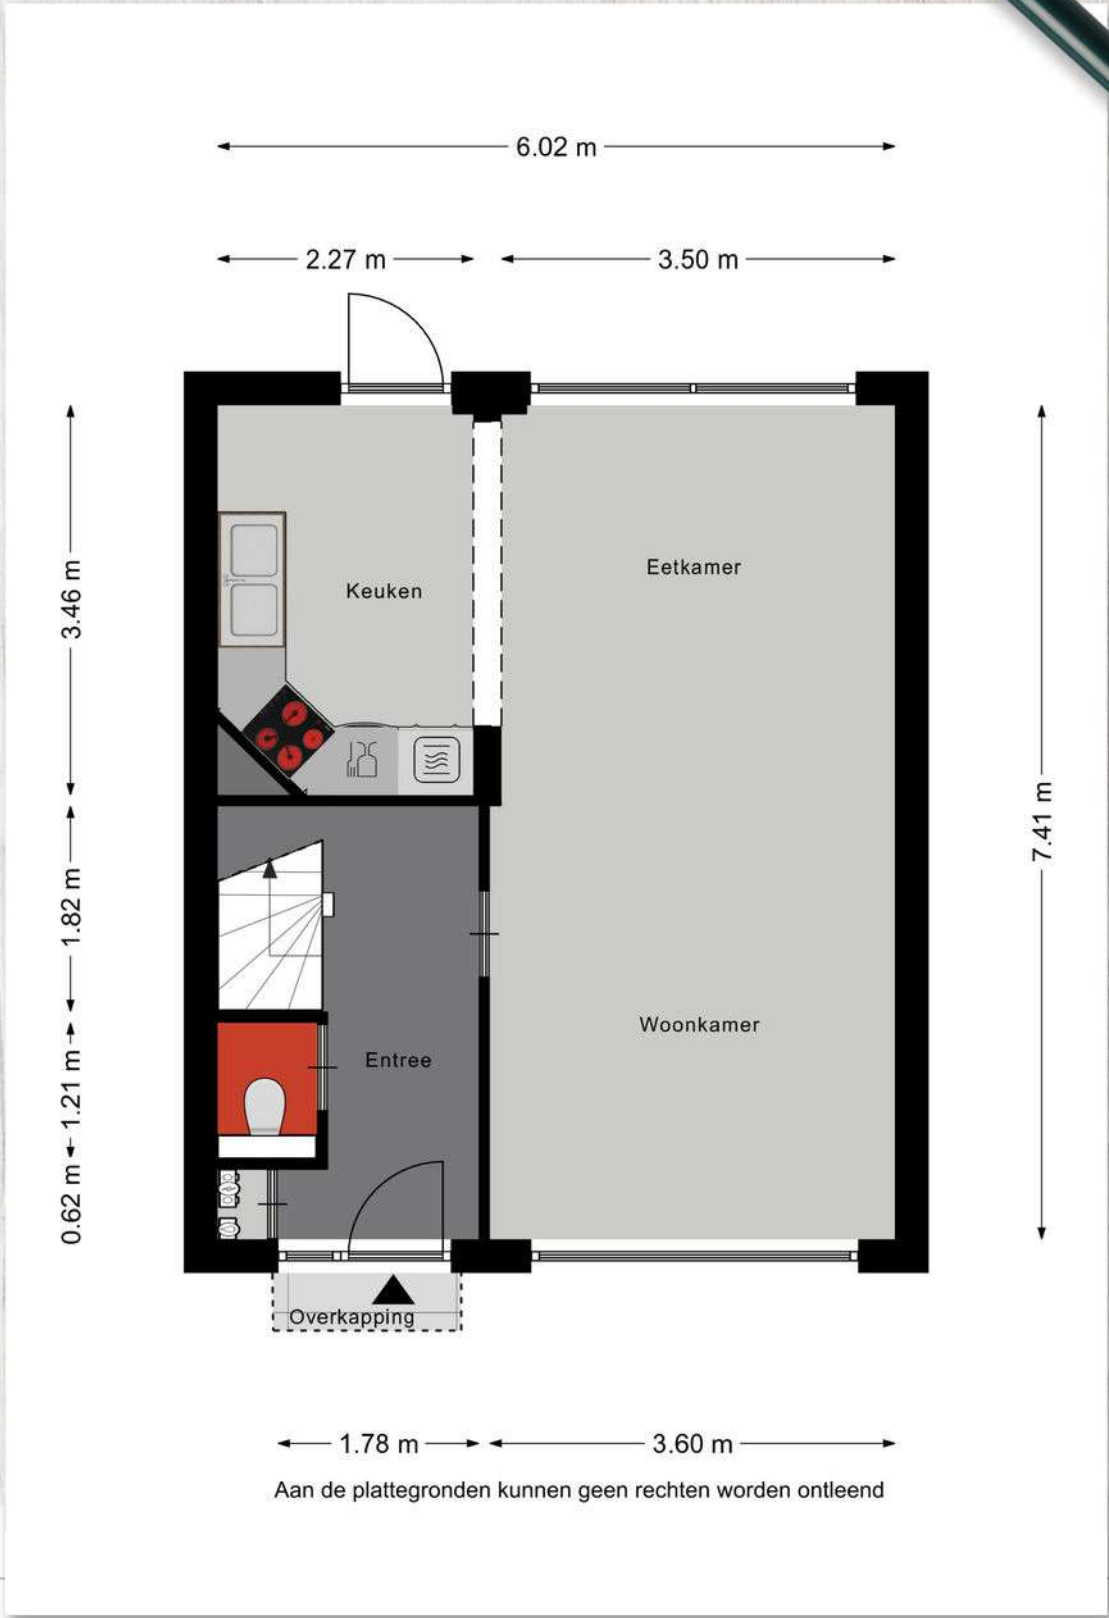 6.02 m
2.27 m
3.50 m
3.46 m
Eetkamer
Keuken
7.41 m
1.82 m
Woonkamer
Entree
1.21 m
0.62 m
Overkapping
1.78 m
3.60 m
Aan de plattegronden kunnen geen rechten worden ontleend